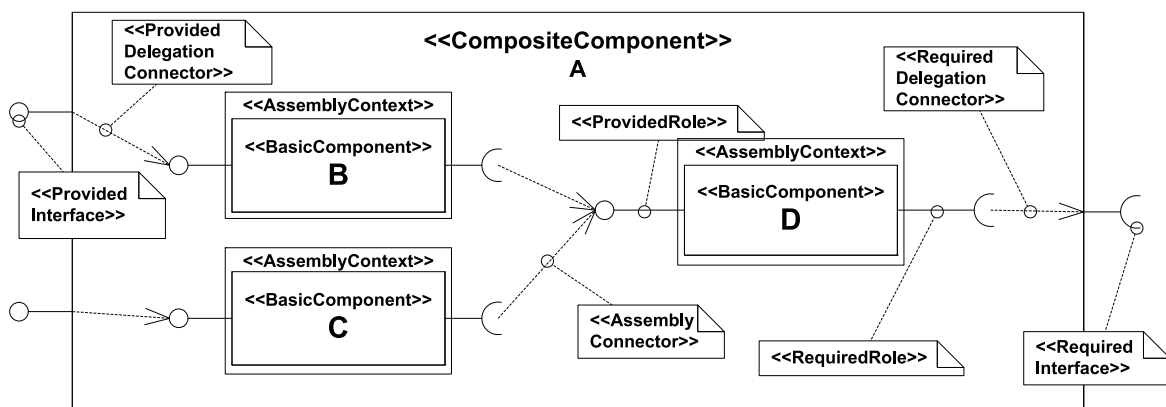 <<CompositeComponent>>
A
<<Provided
Delegation
Connector>>
<<Required
Delegation
Connector>>
<<AssemblyContext>>
<<BasicComponent>>
B
<<ProvidedRole>>
<<AssemblyContext>>
<<BasicComponent>>
D
<<Provided
Interface>>
<<AssemblyContext>>
<<BasicComponent>>
C
<<Assembly
Connector>>
<<RequiredRole>>
<<Required
Interface>>